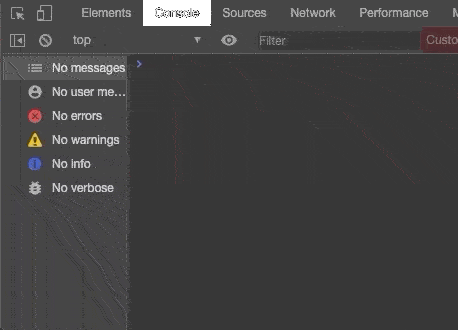 Elements Console Sources Network Performance M
top Filter Custo
No messages
No user me...
No errors
No warnings
No info
No verbose